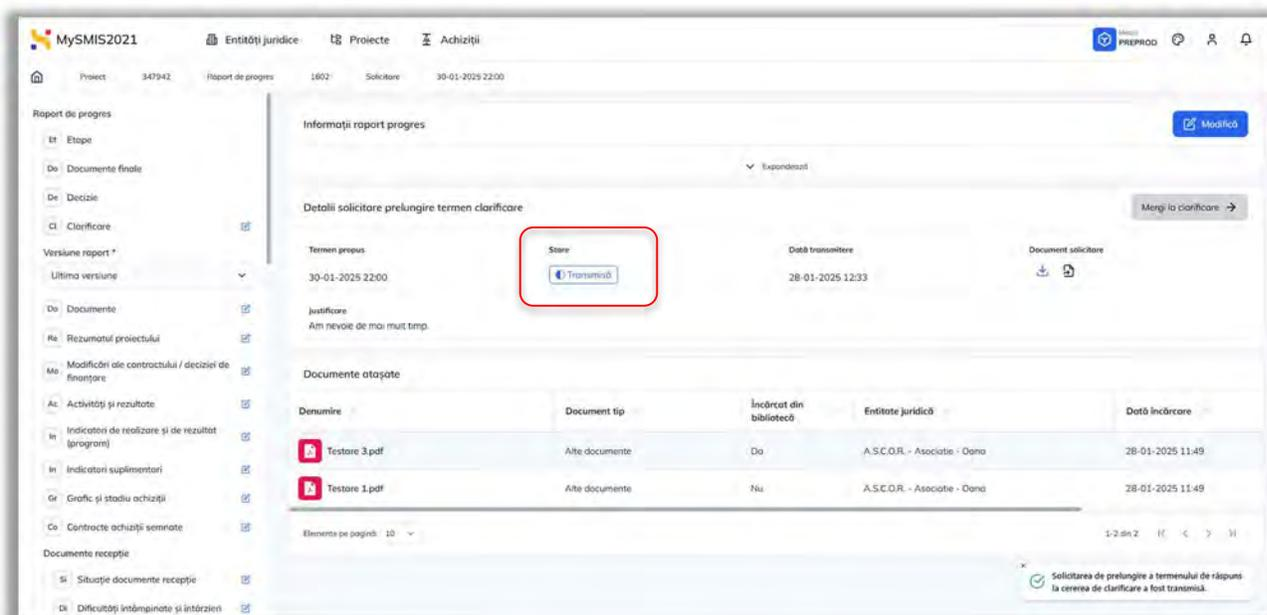 MySMIS2021
Entități juridice
Proiecte
Achiziții
Meniu
PREPROD
Proiect
347942
Raport de progres
1602
Solicitare
30-01-2025 22:00
Raport de progres
Et Etape
Do Documente finale
De Decizie
Cl Clarificare
Versiune raport *
Ultima versiune
Do Documente
Re Rezumatul proiectului
Mo Modificări ale contractului / deciziei de
finanțare
Ac Activități și rezultate
In Indicatori de realizare și de rezultat
(program)
In Indicatori suplimentari
Gr Grafic și stadiu achiziții
Co Contracte achiziții semnate
Documente recepție
Si Situație documente recepție
Di Dificultăți întâmpinate și întârzieri
Informații raport progres
Modifică
Expandează
Detalii solicitare prelungire termen clarificare
Mergi la clarificare
Termen propus
Stare
Dată transmitere
Document solicitare
30-01-2025 22:00
Transmisă
28-01-2025 12:33
Justificare
Am nevoie de mai mult timp.
Documente atașate
Denumire
Document tip
Încărcat din
bibliotecă
Entitate juridică
Dată încărcare
Testare 3.pdf
Alte documente
Da
A.S.C.O.R. - Asociatie - Oana
28-01-2025 11:49
Testare 1.pdf
Alte documente
Nu
A.S.C.O.R. - Asociatie - Oana
28-01-2025 11:49
Elemente pe pagină: 10
1-2 din 2
Solicitarea de prelungire a termenului de răspuns
la cererea de clarificare a fost transmisă.